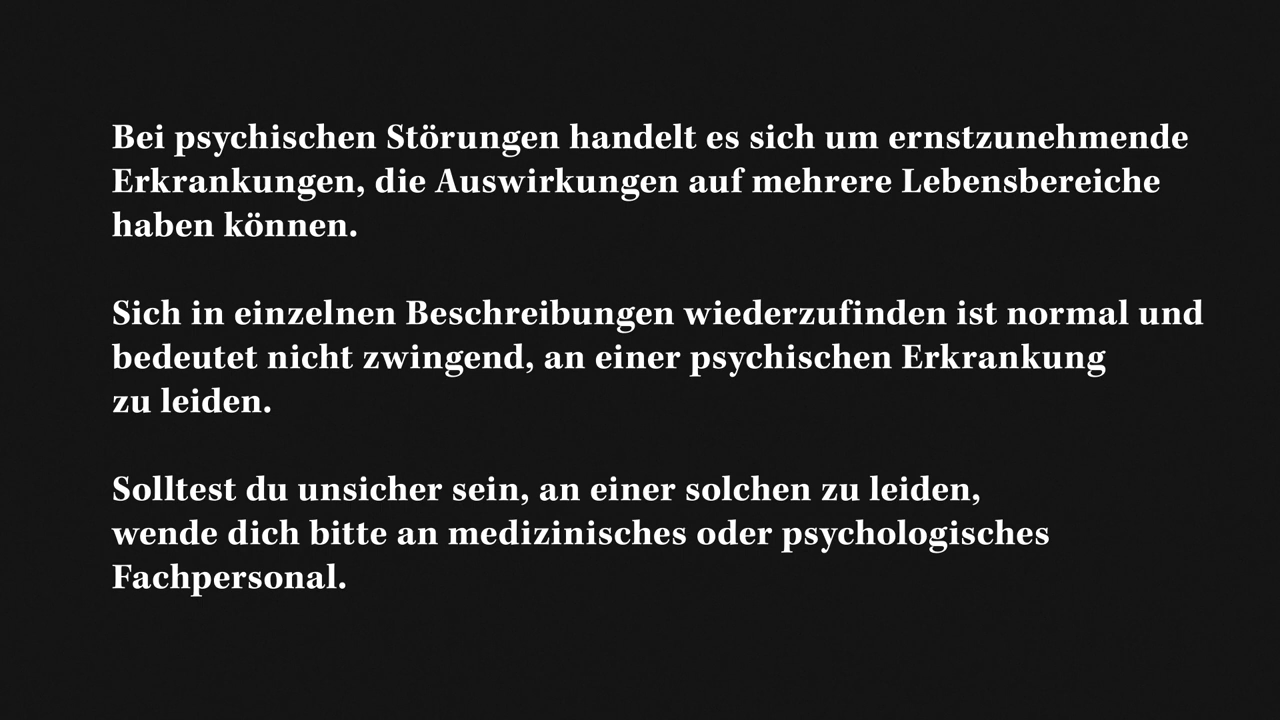 Bei psychischen Störungen handelt es sich um ernstzunehmende
Erkrankungen, die Auswirkungen auf mehrere Lebensbereiche
haben können.
Sich in einzelnen Beschreibungen wiederzufinden ist normal und
bedeutet nicht zwingend, an einer psychischen Erkrankung
zu leiden.
Solltest du unsicher sein, an einer solchen zu leiden,
wende dich bitte an medizinisches oder psychologisches
Fachpersonal.